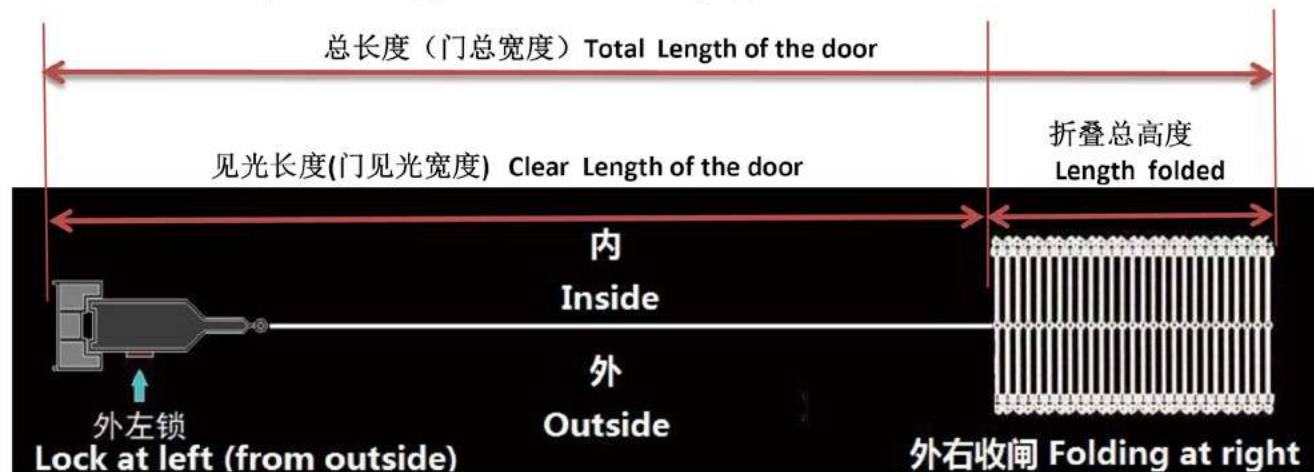 总长度（门总宽度）Total Length of the door
见光长度(门见光宽度) Clear Length of the door
折叠总高度
Length folded
内
Inside
外
Outside
外左锁
Lock at left (from outside)
外右收闸 Folding at right